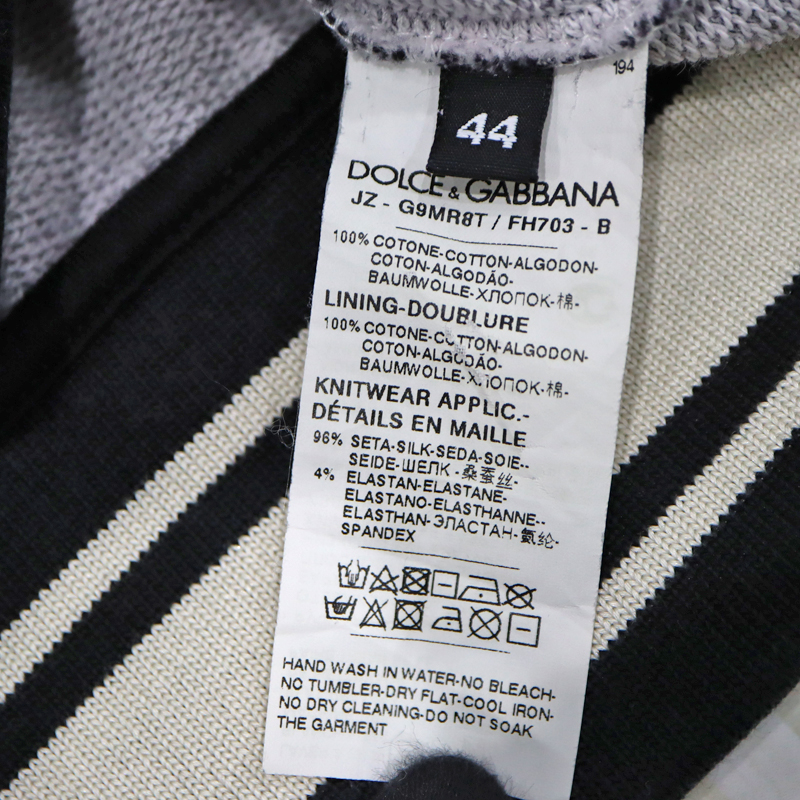 194
44
DOLCE & GABBANA
JZ - G9MR8T / FH703 - B
100% COTONE-COTTON-ALGODON-
COTON-ALGODÃO-
BAUMWOLLE-ХЛОПОК-棉-
LINING-DOUBLURE
100% COTONE-COTTON-ALGODON-
COTON-ALGODÃO-
BAUMWOLLE-ХЛОПОК-棉-
KNITWEAR APPLIC.-
DÉTAILS EN MAILLE
96% SETA-SILK-SEDA-SOIE--
SEIDE-ШЕЛК-桑蚕丝-
4% ELASTAN-ELASTANE-
ELASTANO-ELASTHANNE--
ELASTHAN-ЭЛАСТАН-氨纶-
SPANDEX
HAND WASH IN WATER-NO BLEACH-
NO TUMBLER-DRY FLAT-COOL IRON-
NO DRY CLEANING-DO NOT SOAK
THE GARMENT